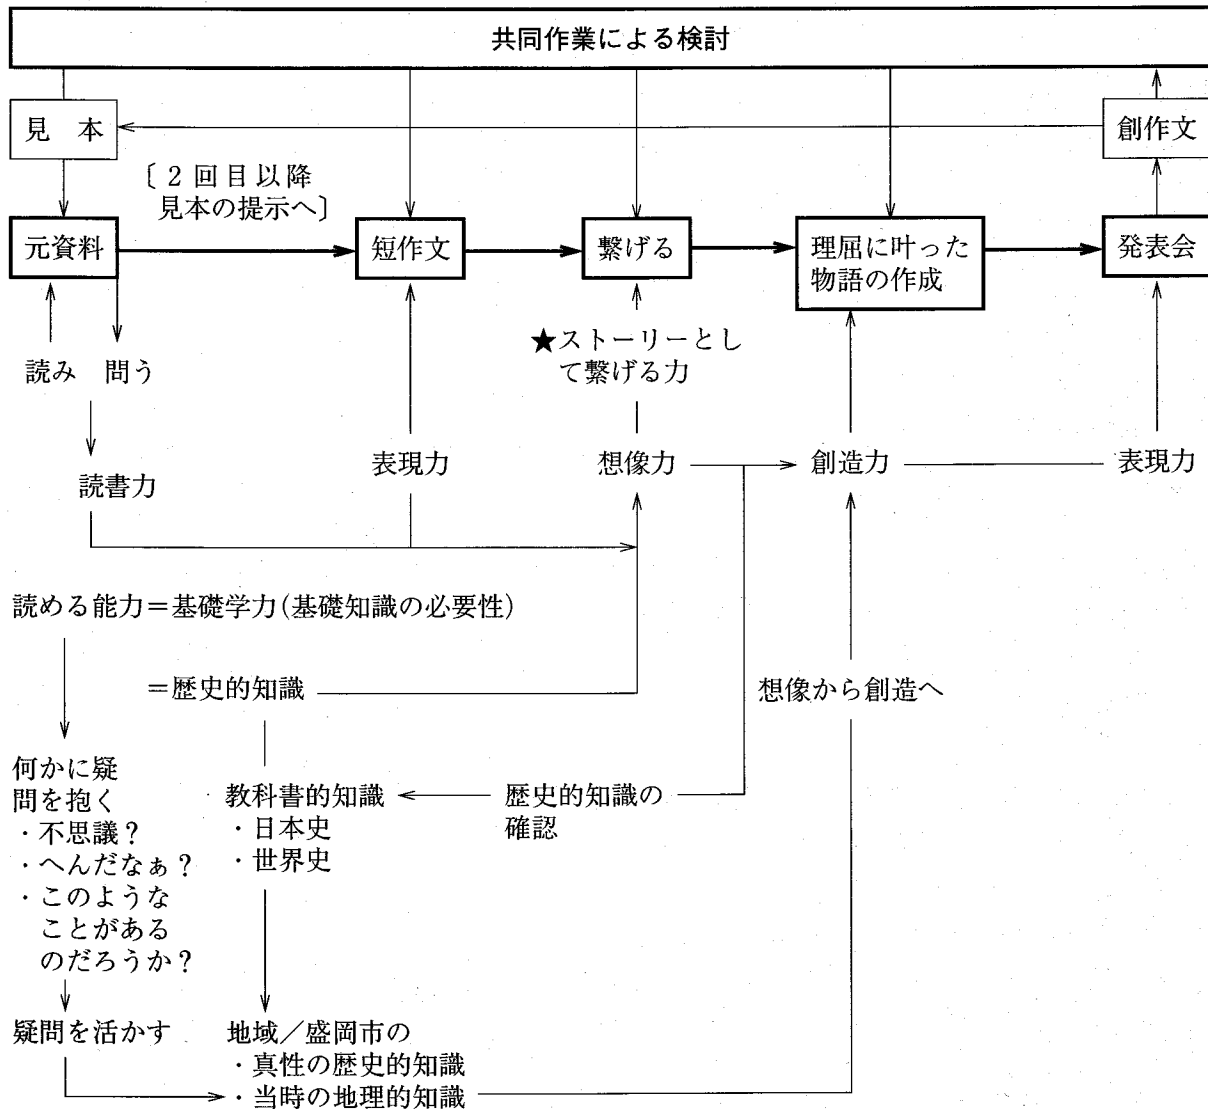 共同作業による検討
見 本
創作文
〔2回目以降
見本の提示へ〕
元資料
短作文
繋げる
理屈に叶った
物語の作成
発表会
★ストーリーとし
て繋げる力
読み 問う
読書力
表現力
想像力
創造力
表現力
読める能力=基礎学力(基礎知識の必要性)
=歴史的知識
想像から創造へ
何かに疑
問を抱く
・不思議?
・へんだなぁ?
・このような
ことがある
のだろうか?
教科書的知識
・日本史
・世界史
歴史的知識の
確認
疑問を活かす
地域/盛岡市の
・真性の歴史的知識
・当時の地理的知識